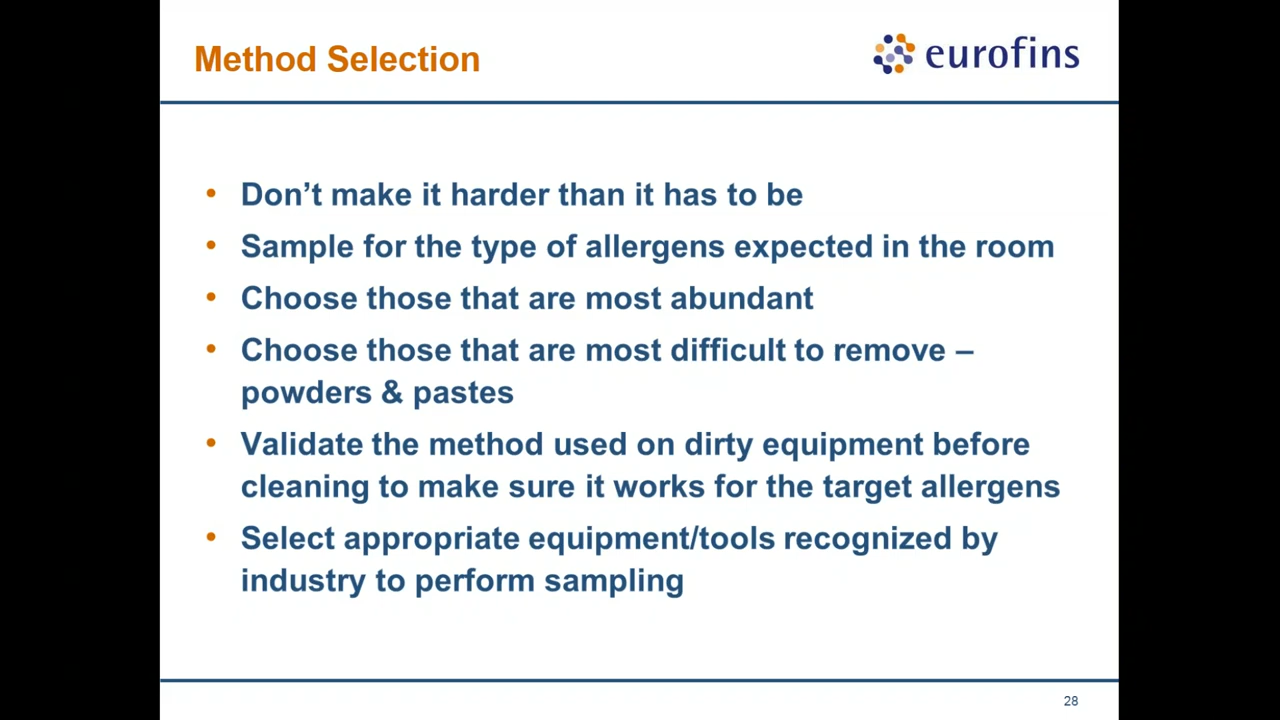 Method Selection
eurofins
• Don’t make it harder than it has to be
• Sample for the type of allergens expected in the room
• Choose those that are most abundant
• Choose those that are most difficult to remove –
powders & pastes
• Validate the method used on dirty equipment before
cleaning to make sure it works for the target allergens
• Select appropriate equipment/tools recognized by
industry to perform sampling
28